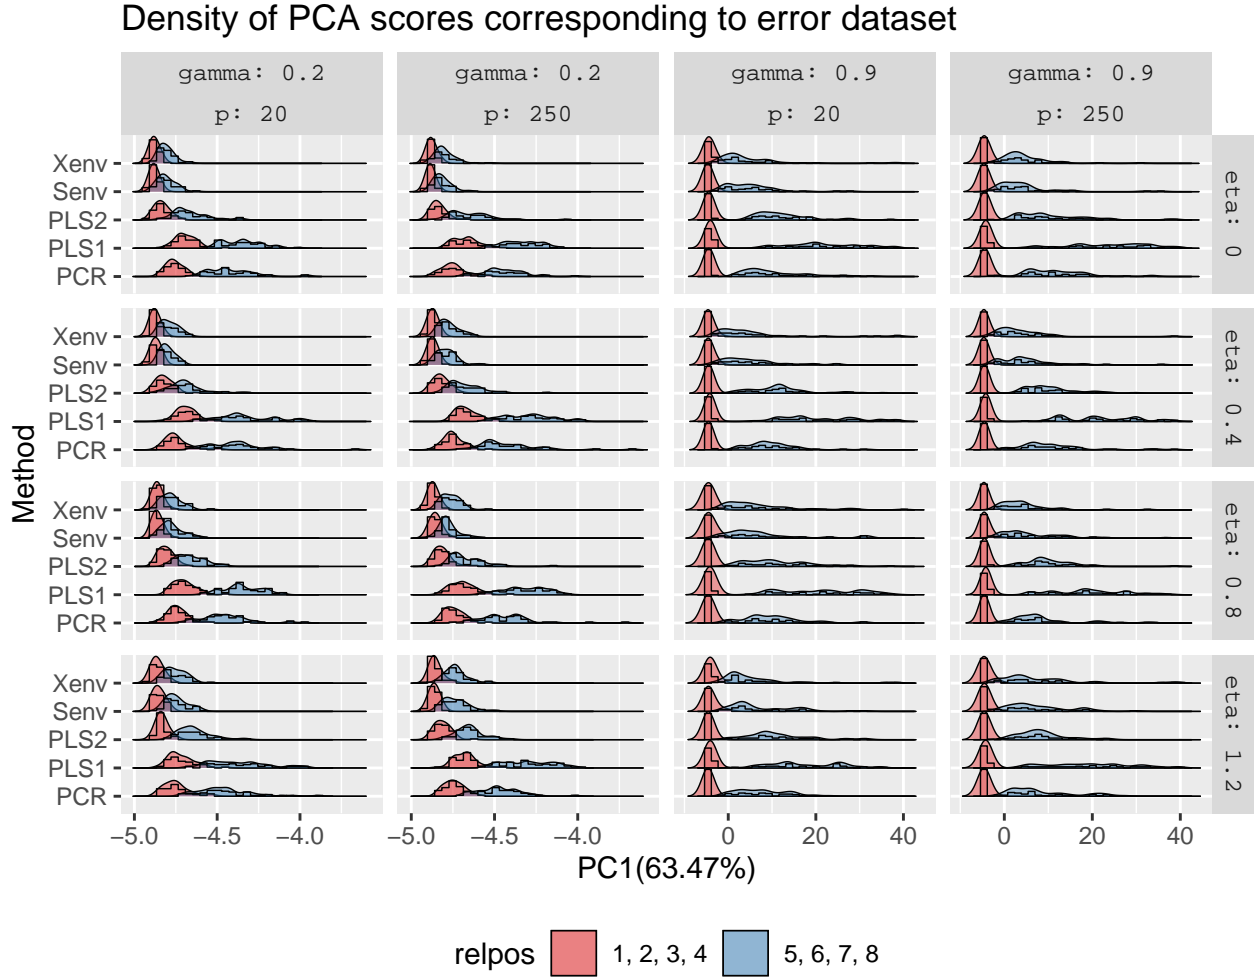 Density of PCA scores corresponding to error dataset
gamma: 0.2 gamma: 0.2 gamma: 0.9 gamma: 0.9
p: 20 p: 250 p: 20 p: 250
Method
Xenv
Senv
PLS2
PLS1
PCR
eta: 0
Xenv
Senv
PLS2
PLS1
PCR
eta: 0.4
Xenv
Senv
PLS2
PLS1
PCR
eta: 0.8
Xenv
Senv
PLS2
PLS1
PCR
eta: 1.2
−5.0 −4.5 −4.0 −5.0 −4.5 −4.0 0 20 40 0 20 40
PC1(63.47%)
relpos 1, 2, 3, 4 5, 6, 7, 8